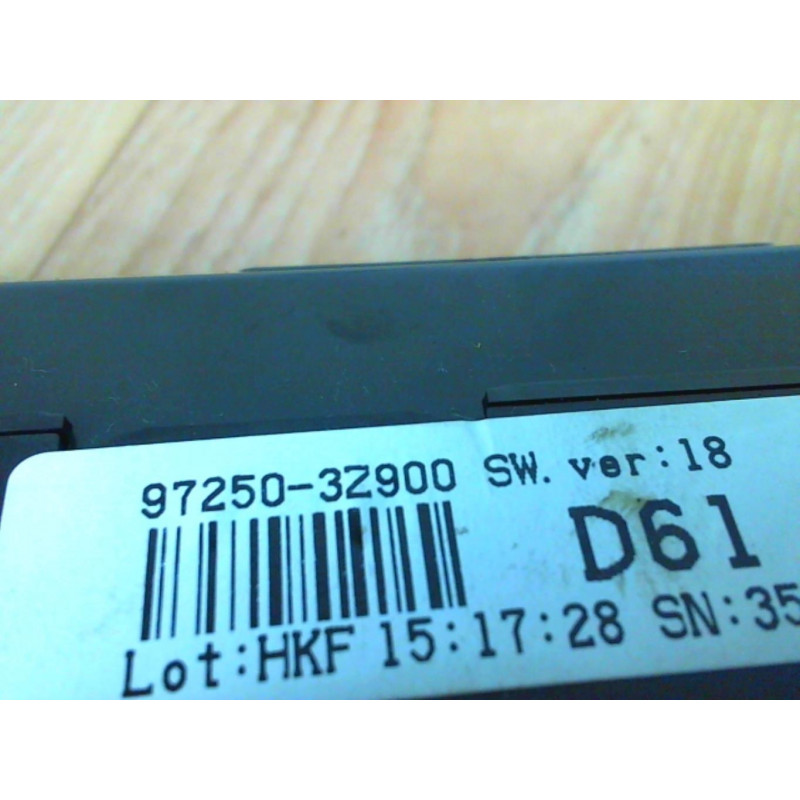 97250-3Z900 SW. ver:18
D61
Lot:HKF 15:17:28 SN:35